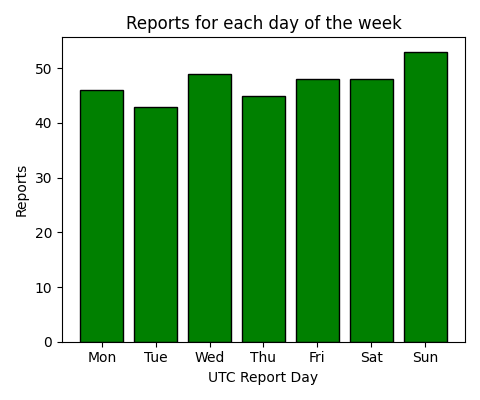 Reports for each day of the week
Reports
50
40
30
20
10
0
Mon Tue Wed Thu Fri Sat Sun
UTC Report Day